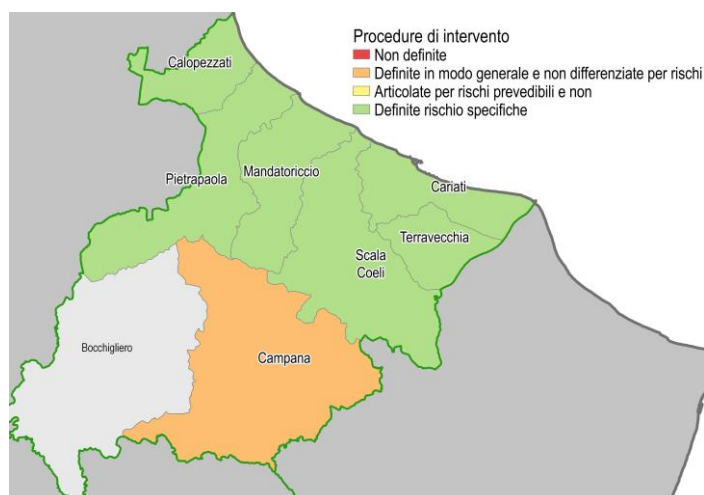 Procedure di intervento
Non definite
Definite in modo generale e non differenziate per rischi
Articolate per rischi prevedibili e non
Definite rischio specifiche
Calopezzati
Pietrapaola
Mandatoriccio
Cariati
Terravecchia
Scala
Coeli
Bocchigliero
Campana